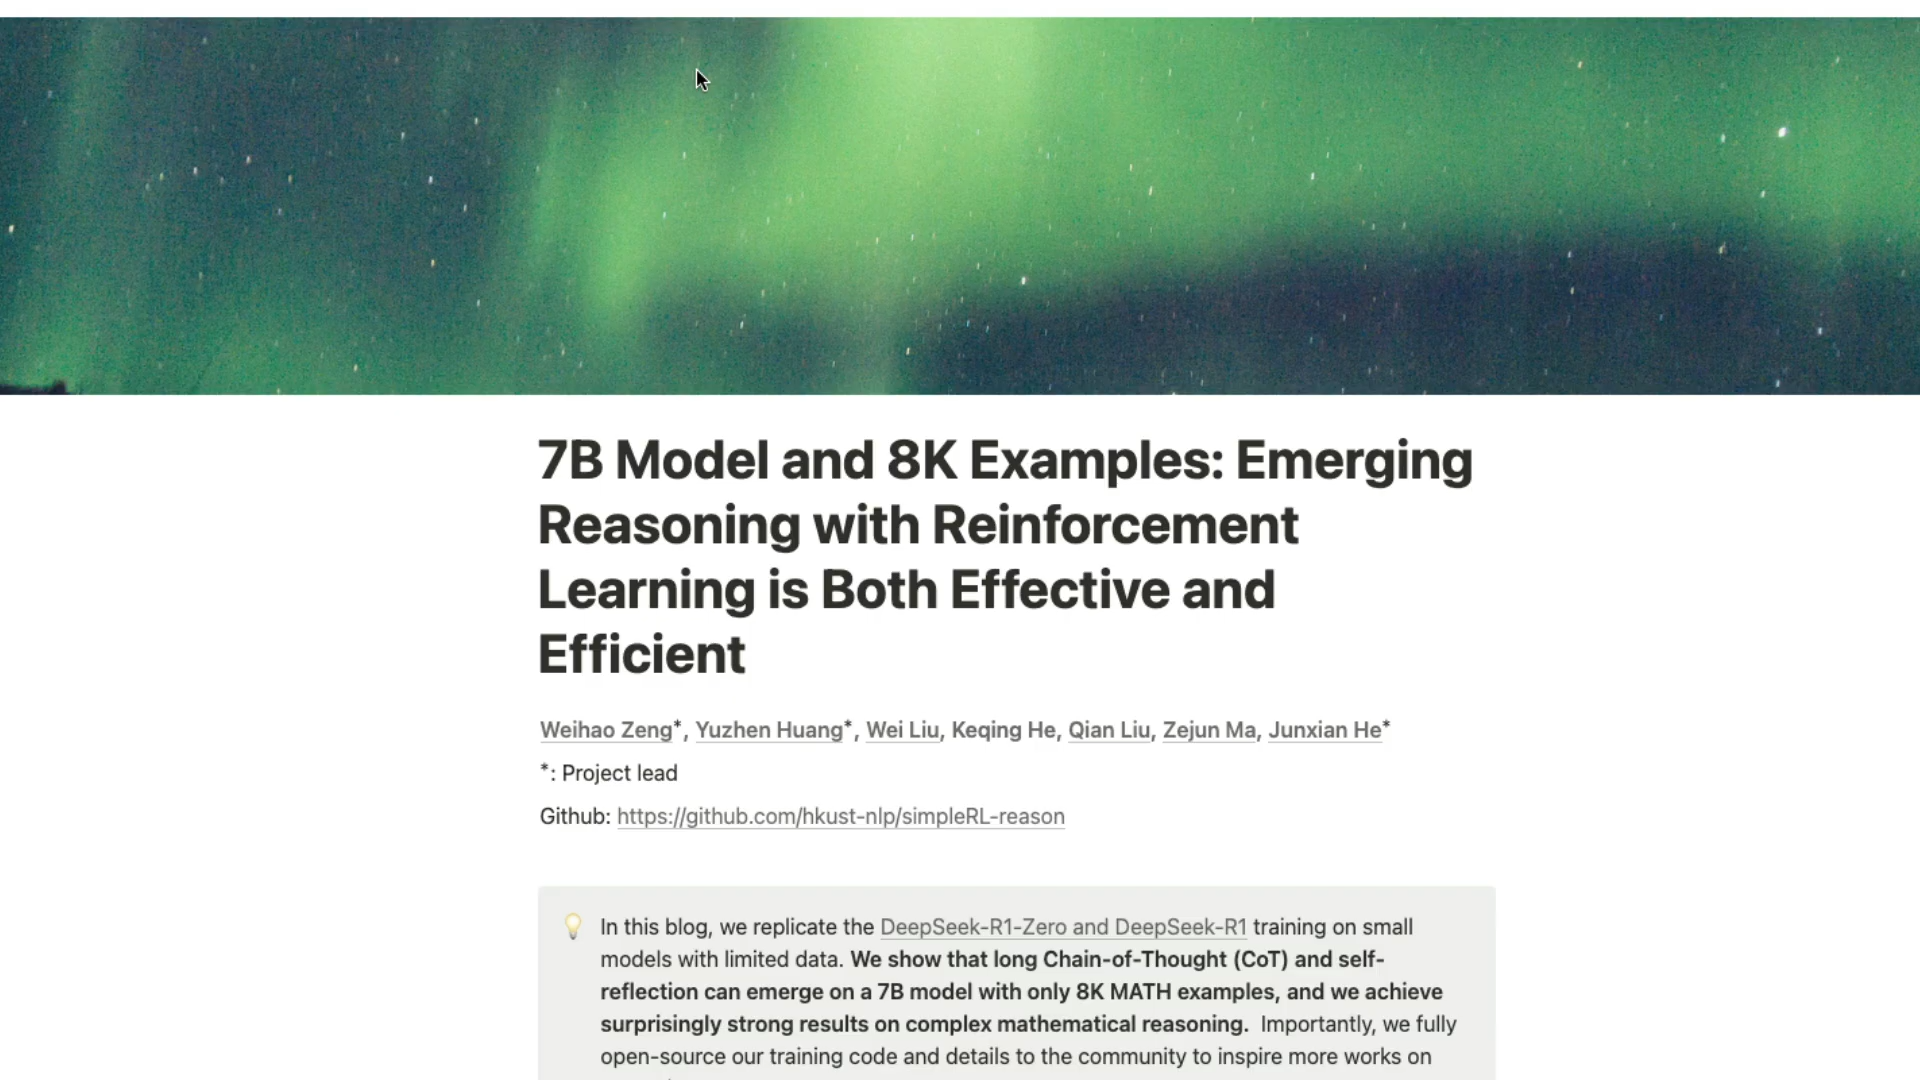 7B Model and 8K Examples: Emerging
Reasoning with Reinforcement
Learning is Both Effective and
Efficient
Weihao Zeng*, Yuzhen Huang*, Wei Liu, Keqing He, Qian Liu, Zejun Ma, Junxian He*
*: Project lead
Github: https://github.com/hkust-nlp/simpleRL-reason
In this blog, we replicate the DeepSeek-R1-Zero and DeepSeek-R1 training on small
models with limited data. We show that long Chain-of-Thought (CoT) and self-
reflection can emerge on a 7B model with only 8K MATH examples, and we achieve
surprisingly strong results on complex mathematical reasoning. Importantly, we fully
open-source our training code and details to the community to inspire more works on